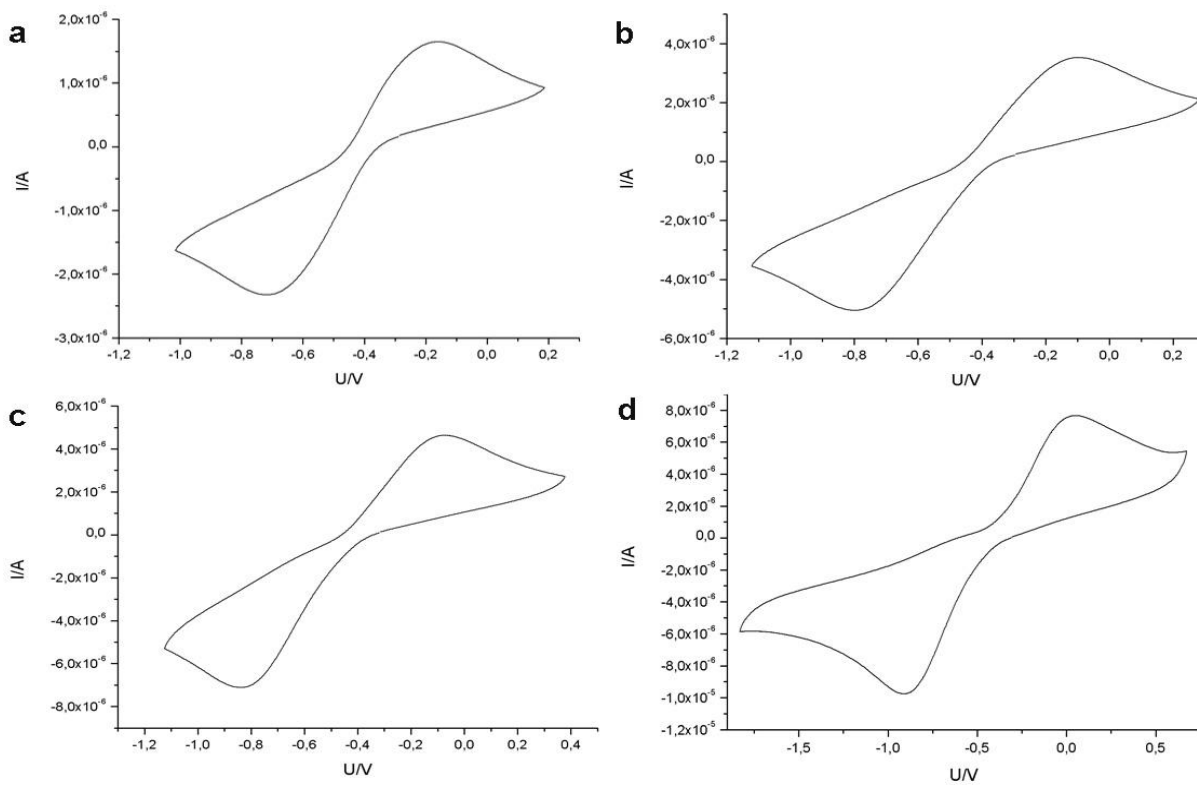 a
2,0x10-6
1,0x10-6
0,0
-1,0x10-6
-2,0x10-6
-3,0x10-6
I/A
-1,2 -1,0 -0,8 -0,6 -0,4 -0,2 0,0 0,2
U/V
b
4,0x10-6
2,0x10-6
0,0
-2,0x10-6
-4,0x10-6
-6,0x10-6
I/A
-1,2 -1,0 -0,8 -0,6 -0,4 -0,2 0,0 0,2
U/V
c
6,0x10-6
4,0x10-6
2,0x10-6
0,0
-2,0x10-6
-4,0x10-6
-6,0x10-6
-8,0x10-6
I/A
-1,2 -1,0 -0,8 -0,6 -0,4 -0,2 0,0 0,2 0,4
U/V
d
8,0x10-6
6,0x10-6
4,0x10-6
2,0x10-6
0,0
-2,0x10-6
-4,0x10-6
-6,0x10-6
-8,0x10-6
-1,0x10-5
-1,2x10-5
I/A
-1,5 -1,0 -0,5 0,0 0,5
U/V